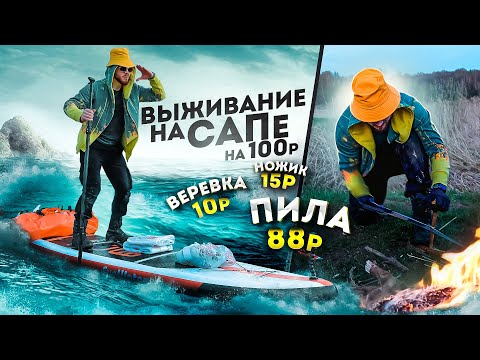 ВЫЖИВАНИЕ
НА САПЕ
НА 100Р
ВЕРЕВКА
10Р
НОЖИК
15Р
ПИЛА
88Р